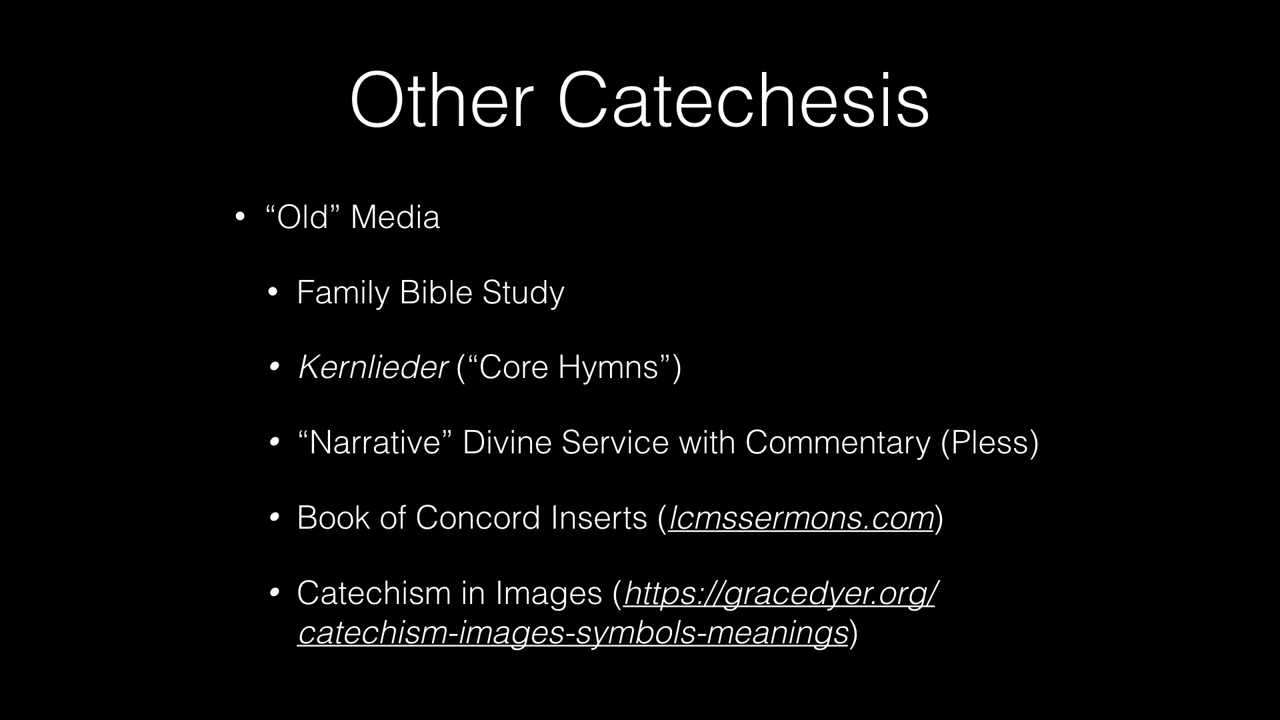 Other Catechesis
• “Old” Media
• Family Bible Study
• Kernlieder (“Core Hymns”)
• “Narrative” Divine Service with Commentary (Pless)
• Book of Concord Inserts (lcmssermons.com)
• Catechism in Images (https://gracedyer.org/
catechism-images-symbols-meanings)